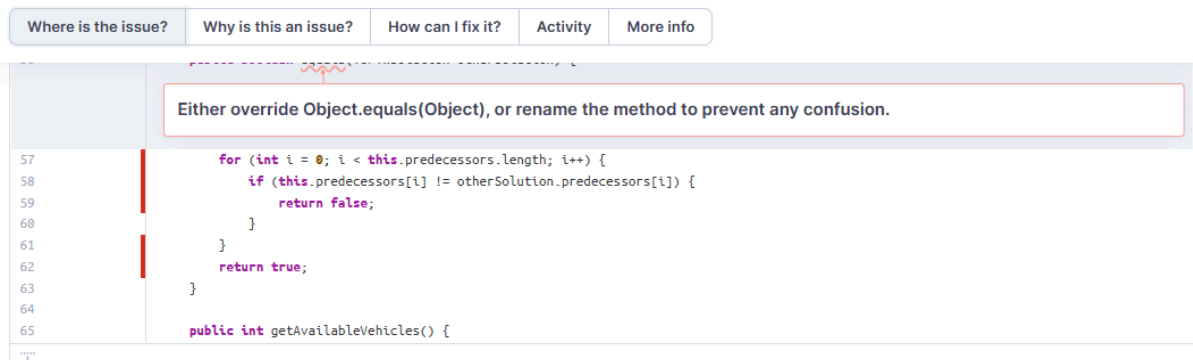 Where is the issue? Why is this an issue? How can I fix it? Activity More info
Either override Object.equals(Object), or rename the method to prevent any confusion.
57 for (int i = 0; i < this.predecessors.length; i++) {
58 if (this.predecessors[i] != otherSolution.predecessors[i]) {
59 return false;
60 }
61 }
62 return true;
63 }
64
65 public int getAvailableVehicles() {